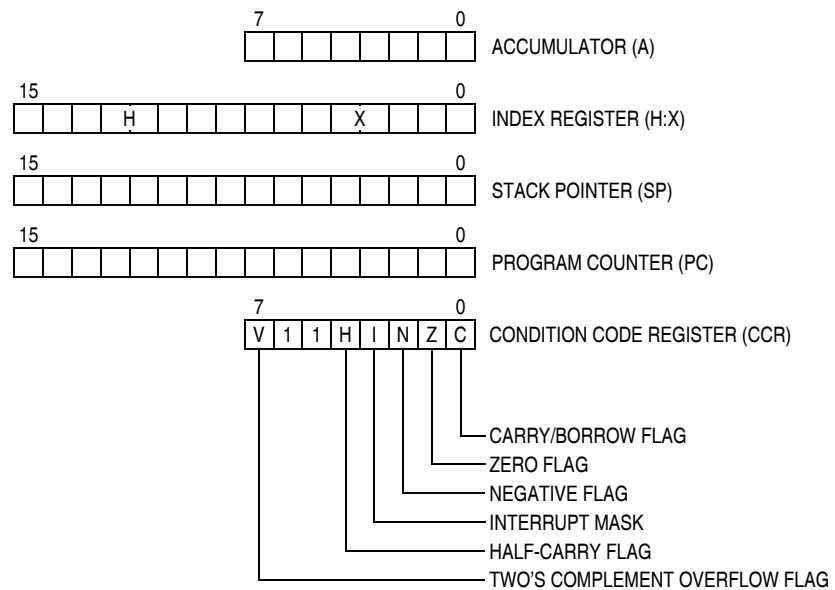 7 0
ACCUMULATOR (A)
15 0
H X INDEX REGISTER (H:X)
15 0
STACK POINTER (SP)
15 0
PROGRAM COUNTER (PC)
7 0
V 1 1 H I N Z C CONDITION CODE REGISTER (CCR)
CARRY/BORROW FLAG
ZERO FLAG
NEGATIVE FLAG
INTERRUPT MASK
HALF-CARRY FLAG
TWO'S COMPLEMENT OVERFLOW FLAG